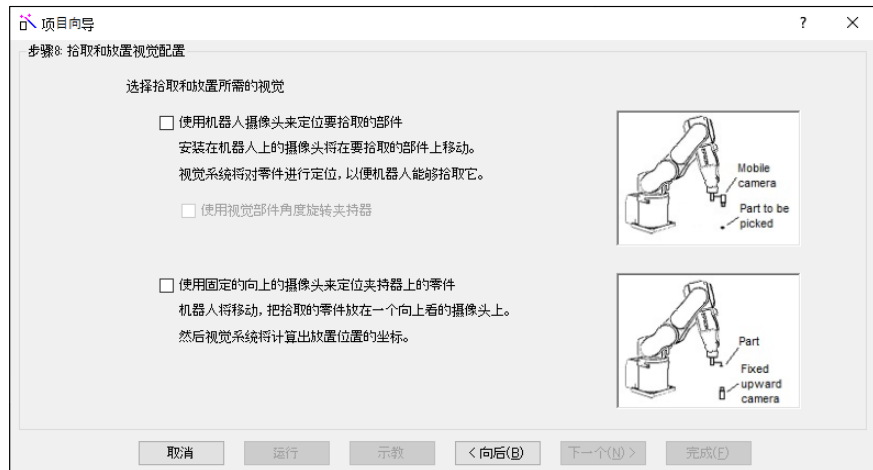 项目向导
?
步骤8: 拾取和放置视觉配置
选择拾取和放置所需的视觉
使用机器人摄像头来定位要拾取的部件
安装在机器人上的摄像头将在要拾取的部件上移动。
视觉系统将对零件进行定位, 以便机器人能够拾取它。
使用视觉部件角度旋转夹持器
Mobile
camera
Part to be
picked
使用固定的向上的摄像头来定位夹持器上的零件
机器人将移动, 把拾取的零件放在一个向上看的摄像头上。
然后视觉系统将计算出放置位置的坐标。
Part
Fixed
upward
camera
取消
运行
示教
< 向后(B)
下一个(N) >
完成(F)